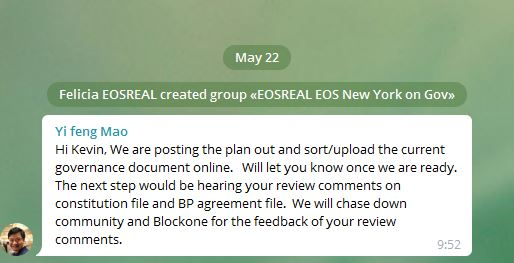 May 22
Felicia EOSREAL created group «EOSREAL EOS New York on Gov»
Yi feng Mao
Hi Kevin, We are posting the plan out and sort/upload the current
governance document online.   Will let you know once we are ready.
The next step would be hearing your review comments on
constitution file and BP agreement file.  We will chase down
community and Blockone for the feedback of your review
comments.
9:52